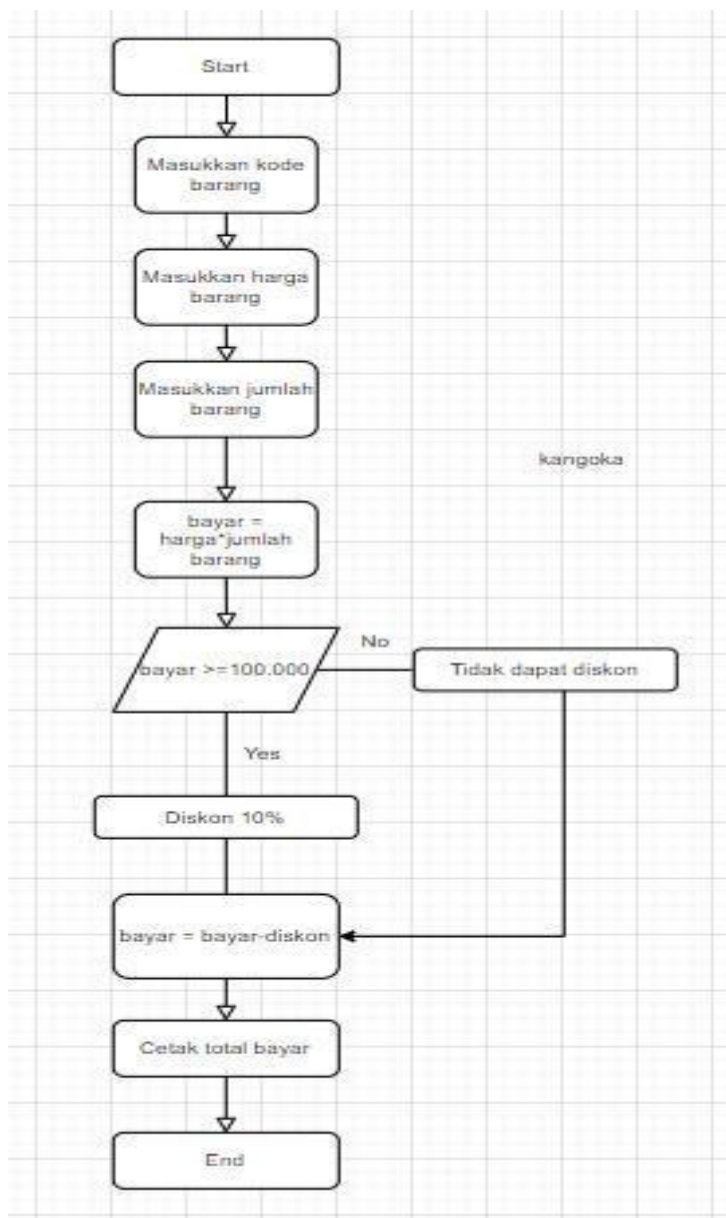 Start
Masukkan kode
barang
Masukkan harga
barang
Masukkan jumlah
barang
kangoka
bayar =
harga*jumlah
barang
No
bayar >=100.000
Tidak dapat diskon
Yes
Diskon 10%
bayar = bayar-diskon
Cetak total bayar
End